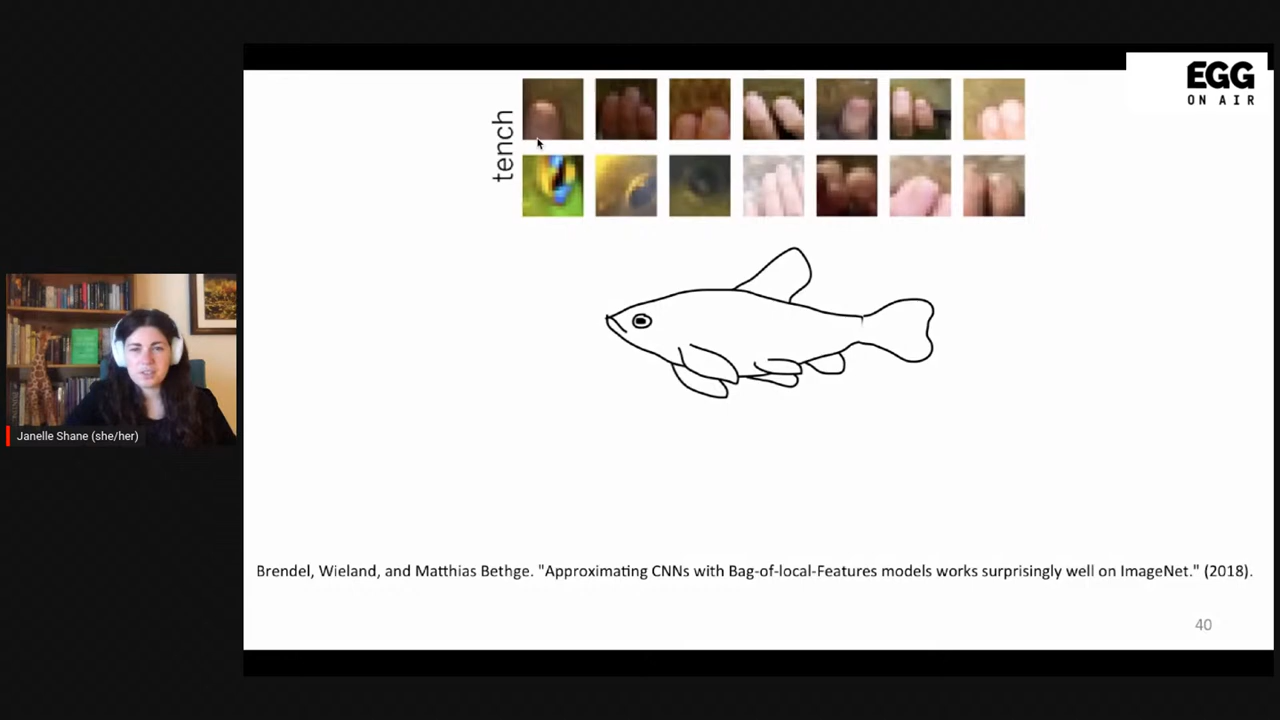 EGG
ON AIR
tench
Janelle Shane (she/her)
Brendel, Wieland, and Matthias Bethge. "Approximating CNNs with Bag-of-local-Features models works surprisingly well on ImageNet." (2018).
40